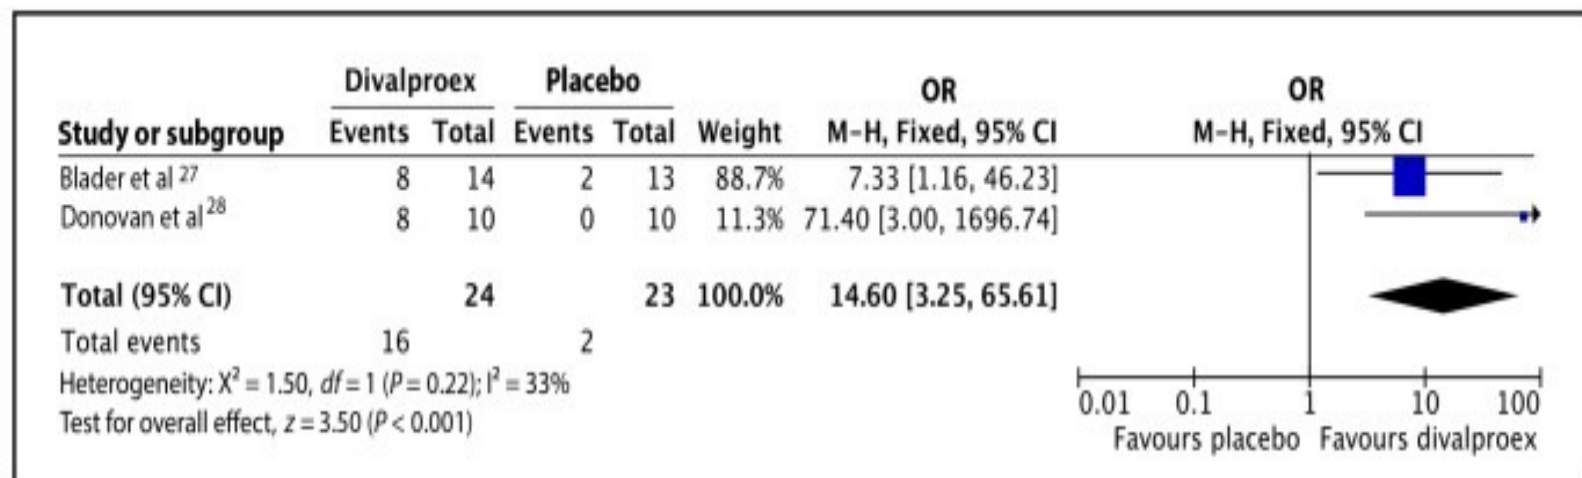 Divalproex Placebo OR OR
Study or subgroup Events Total Events Total Weight M-H, Fixed, 95% CI M-H, Fixed, 95% CI
Blader et al 27 8 14 2 13 88.7% 7.33 [1.16, 46.23]
Donovan et al 28 8 10 0 10 11.3% 71.40 [3.00, 1696.74]
Total (95% CI) 24 23 100.0% 14.60 [3.25, 65.61]
Total events 16 2
Heterogeneity: X² = 1.50, df = 1 (P = 0.22); I² = 33%
Test for overall effect, z = 3.50 (P < 0.001)
0.01 0.1 1 10 100
Favours placebo Favours divalproex